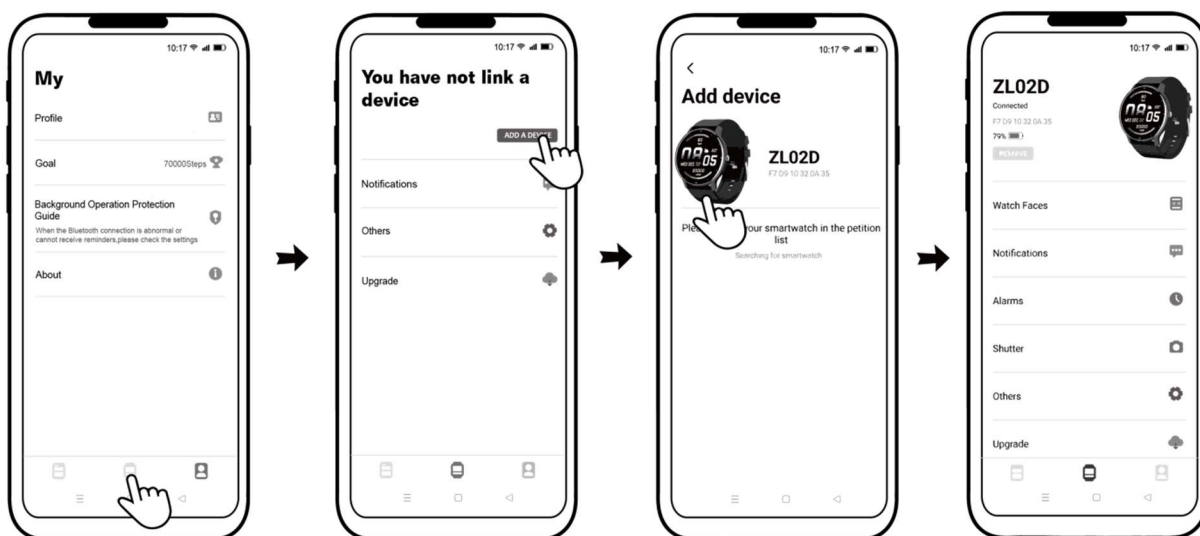 10:17
My
Profile
Goal
70000Steps
Background Operation Protection
Guide
When the Bluetooth connection is abnormal or
cannot receive reminders,please check the settings
About
10:17
You have not link a
device
ADD A DEVICE
Notifications
Others
Upgrade
10:17
Add device
ZL02D
F7 D9 10 32 0A 35
your smartwatch in the petition
list
Searching for smartwatch
10:17
ZL02D
Connected
F7 D9 10 32 0A 35
79%
REMOVE
Watch Faces
Notifications
Alarms
Shutter
Others
Upgrade